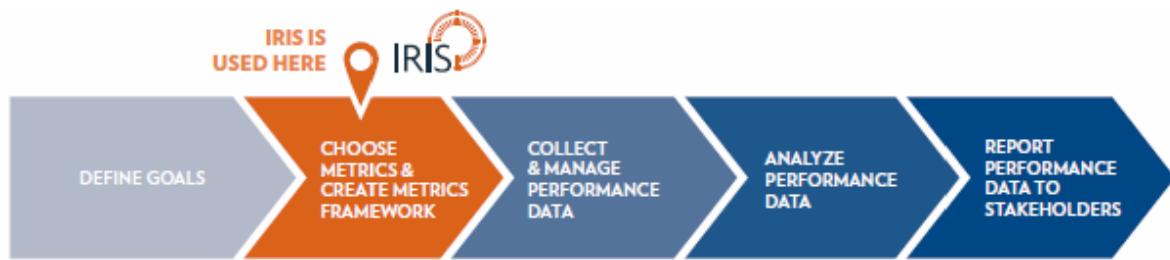 IRIS IS
USED HERE
IRIS
DEFINE GOALS
CHOOSE
METRICS &
CREATE METRICS
FRAMEWORK
COLLECT
& MANAGE
PERFORMANCE
DATA
ANALYZE
PERFORMANCE
DATA
REPORT
PERFORMANCE
DATA TO
STAKEHOLDERS